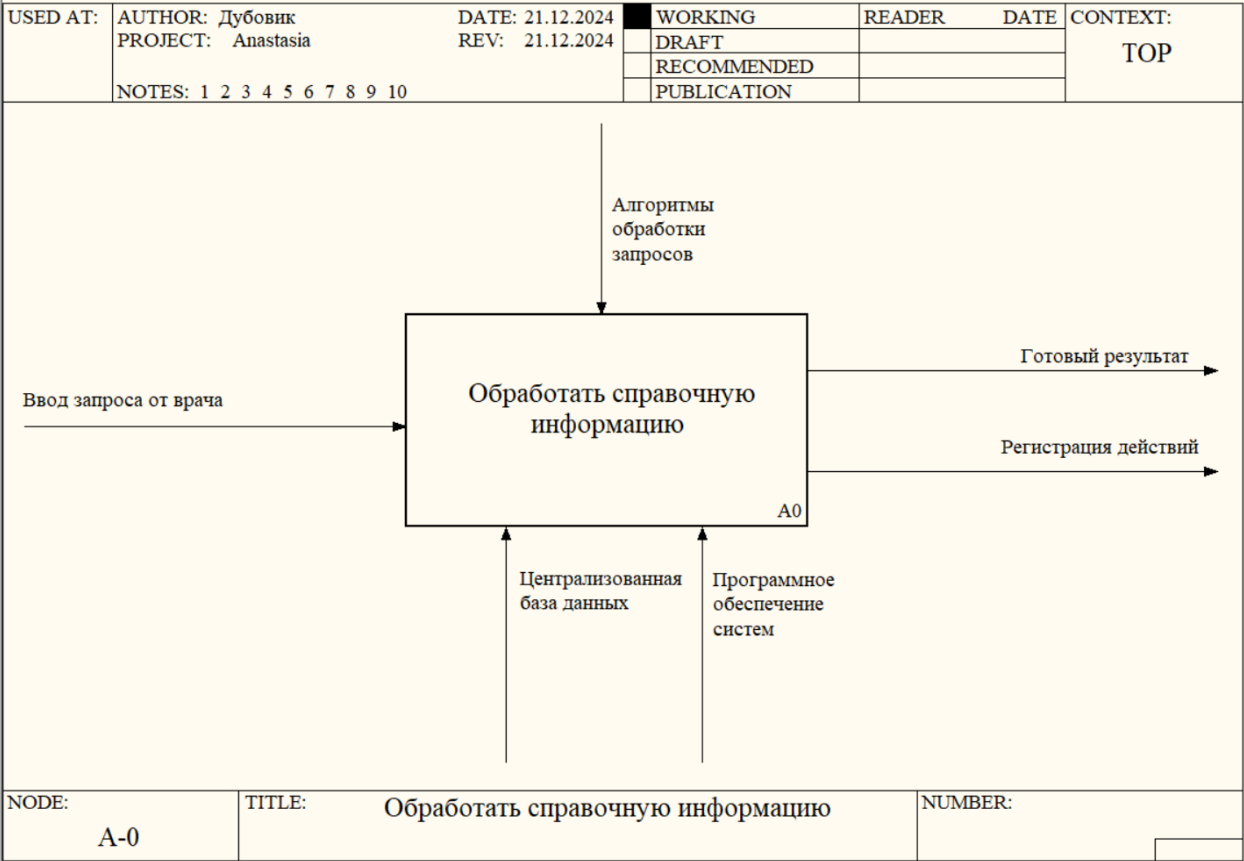 USED AT:
AUTHOR: Дубовик
DATE: 21.12.2024
PROJECT: Anastasia
REV: 21.12.2024
NOTES: 1 2 3 4 5 6 7 8 9 10
WORKING
DRAFT
RECOMMENDED
PUBLICATION
READER DATE
CONTEXT:
TOP
Алгоритмы
обработки
запросов
Готовый результат
Ввод запроса от врача
Обработать справочную
информацию
Регистрация действий
A0
Централизованная
база данных
Программное
обеспечение
систем
NODE:
A-0
TITLE:
Обработать справочную информацию
NUMBER: